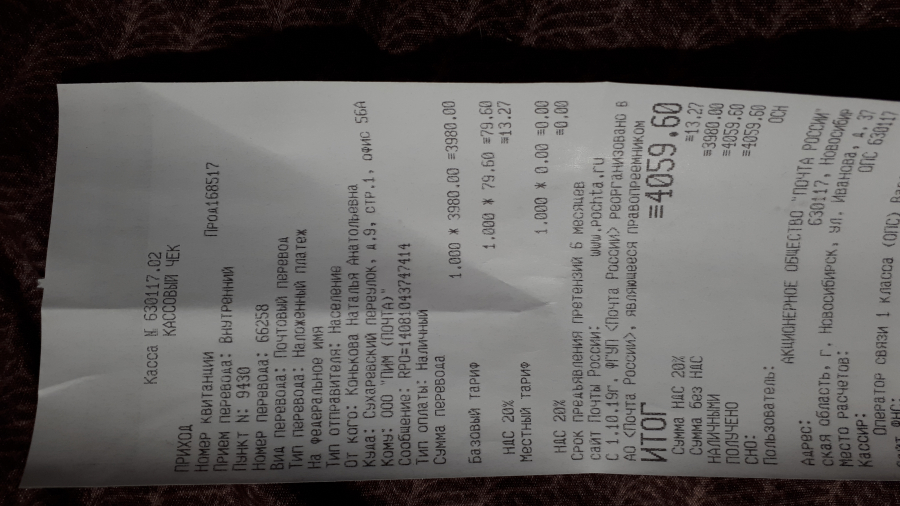 Касса № 630117.02
КАССОВЫЙ ЧЕК
ПРИХОД
Номер квитанции Прод168517
Прием перевода: Внутренний
Пункт N: 9430
Номер перевода: 66258
Вид перевода: Почтовый перевод
Тип перевода: Наложенный платеж
На федеральное имя
Тип отправителя: Население
От кого: Конькова Наталья Анатольевна
Куда: Сухаревский переулок, д.9, стр.1, офис 56А
Кому: ООО "ПИМ (ПОЧТА)"
Сообщение: RPO=14081043747414
Тип оплаты: Наличный
Сумма перевода
1.000 * 3980.00 ≡3980.00
Базовый тариф
1.000 * 79.60 ≡79.60
НДС 20% ≡13.27
Местный тариф
1.000 * 0.00 ≡0.00
НДС 20% ≡0.00
Срок предъявления претензий 6 месяцев
сайт Почты России: www.pochta.ru
С 1.10.19г. ФГУП <Почта России> реорганизовано в
АО <Почта России>, являющееся правопреемником
ИТОГ ≡4059.60
Сумма НДС 20% ≡13.27
Сумма без НДС ≡3980.00
НАЛИЧНЫМИ ≡4059.60
ПОЛУЧЕНО ≡4059.60
СНО: ОСН
Пользователь:
АКЦИОНЕРНОЕ ОБЩЕСТВО "ПОЧТА РОССИИ"
Адрес: 630117, Новосибир
ская область, г. Новосибирск, ул. Иванова, д. 37
Место расчетов: ОПС 630117
Кассир:
Оператор связи 1 класса (ОПС)